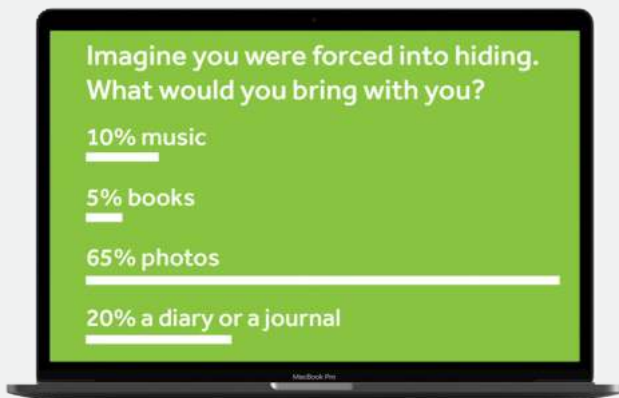 Imagine you were forced into hiding.
What would you bring with you?
10% music
5% books
65% photos
20% a diary or a journal
MacBook Pro